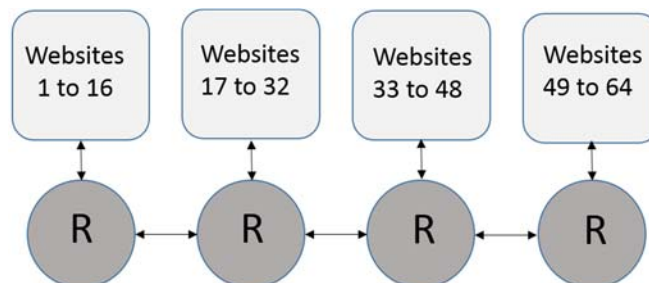 Websites
1 to 16
Websites
17 to 32
Websites
33 to 48
Websites
49 to 64
R
R
R
R